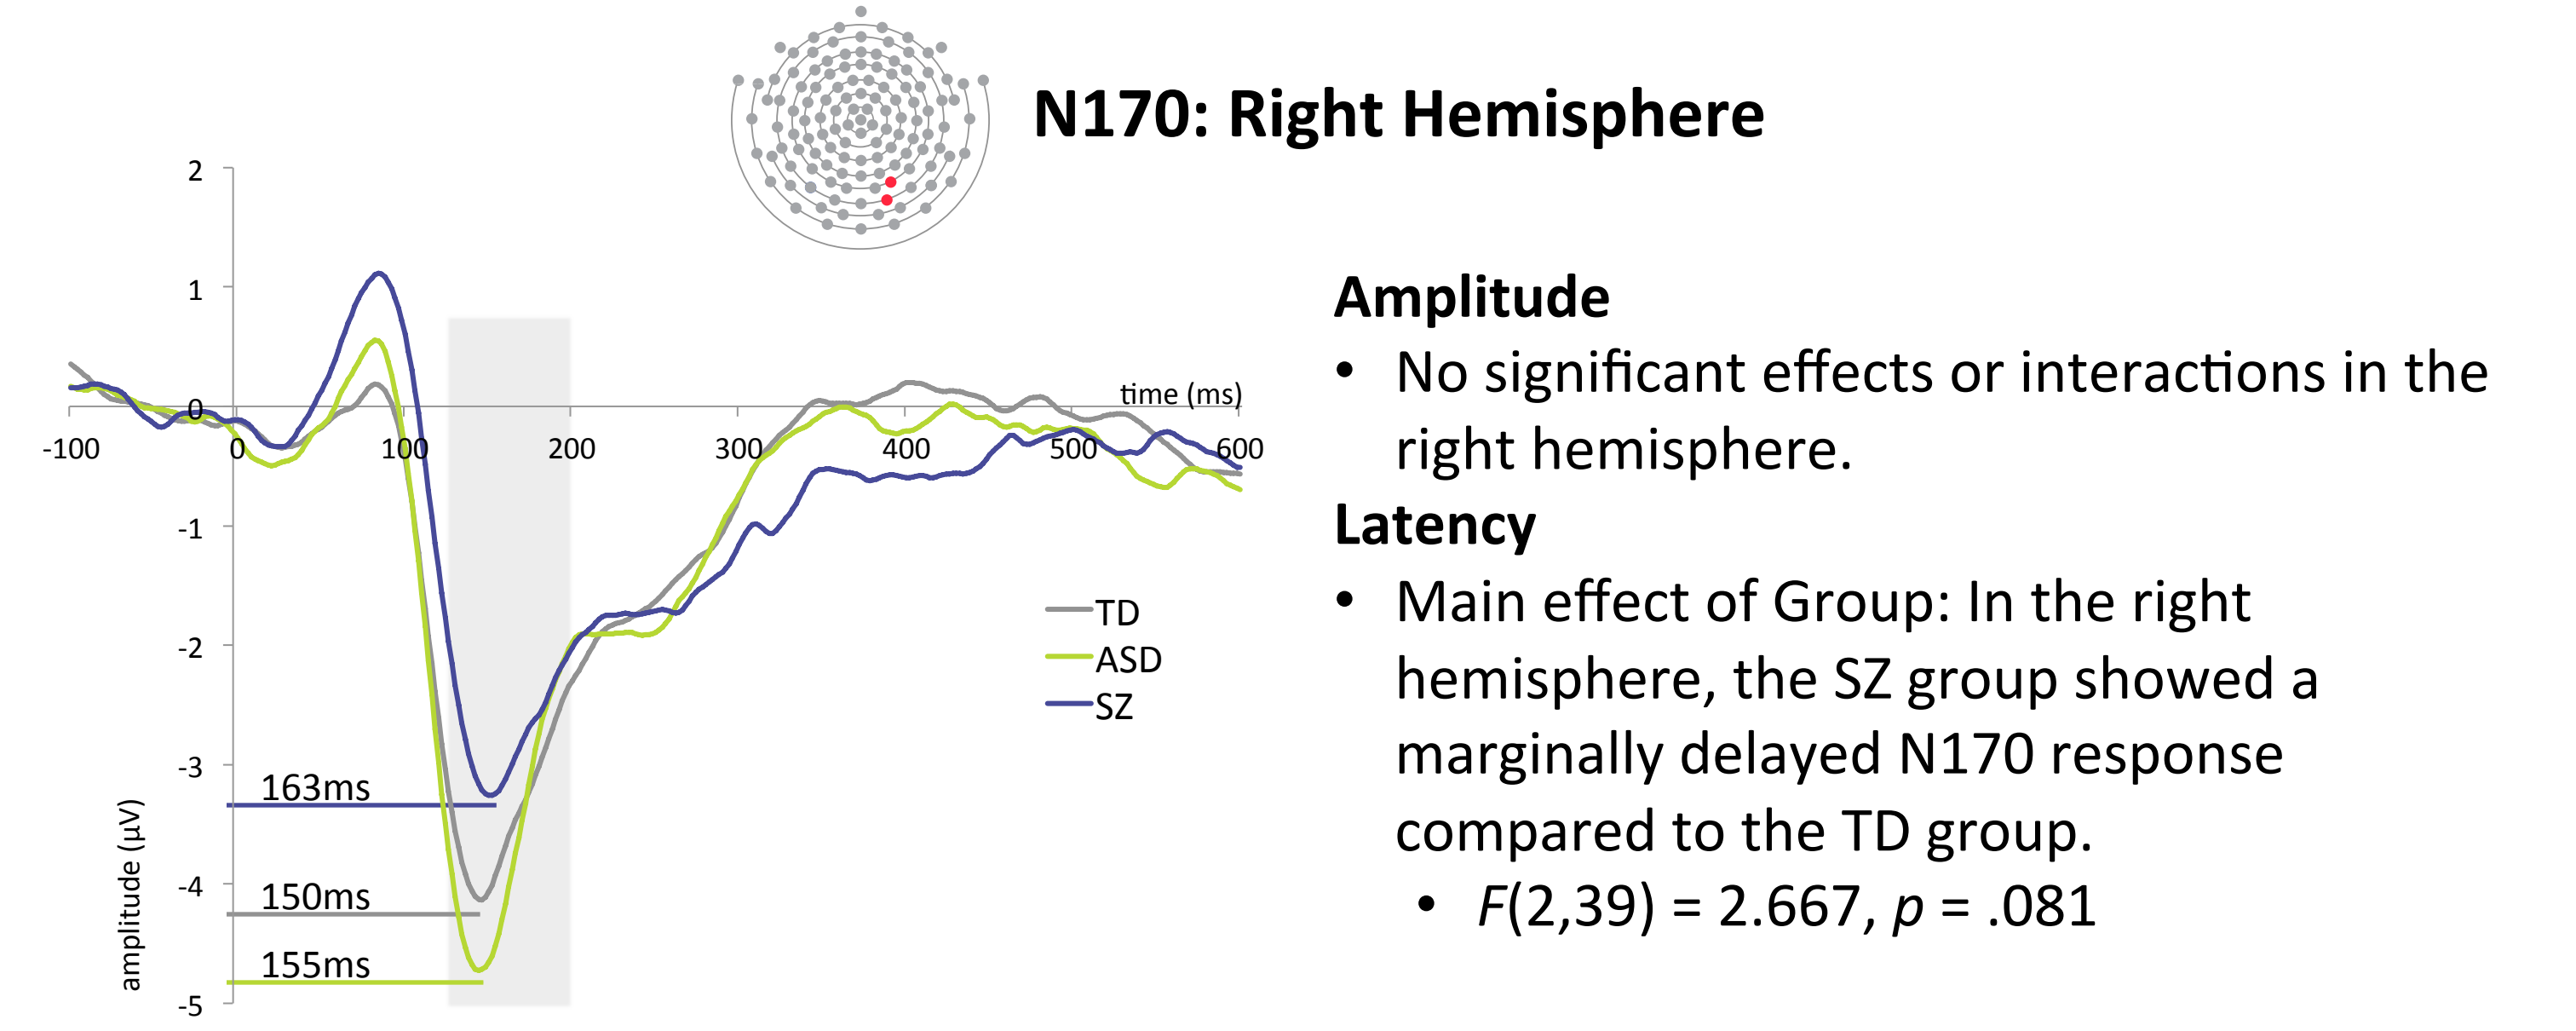 N170: Right Hemisphere
2
1
0
time (ms)
-100
0
100
200
300
400
500
600
-1
-2
-3
-4
-5
amplitude (µV)
163ms
150ms
155ms
TD
ASD
SZ
Amplitude
• No significant effects or interactions in the
right hemisphere.
Latency
• Main effect of Group: In the right
hemisphere, the SZ group showed a
marginally delayed N170 response
compared to the TD group.
• F(2,39) = 2.667, p = .081